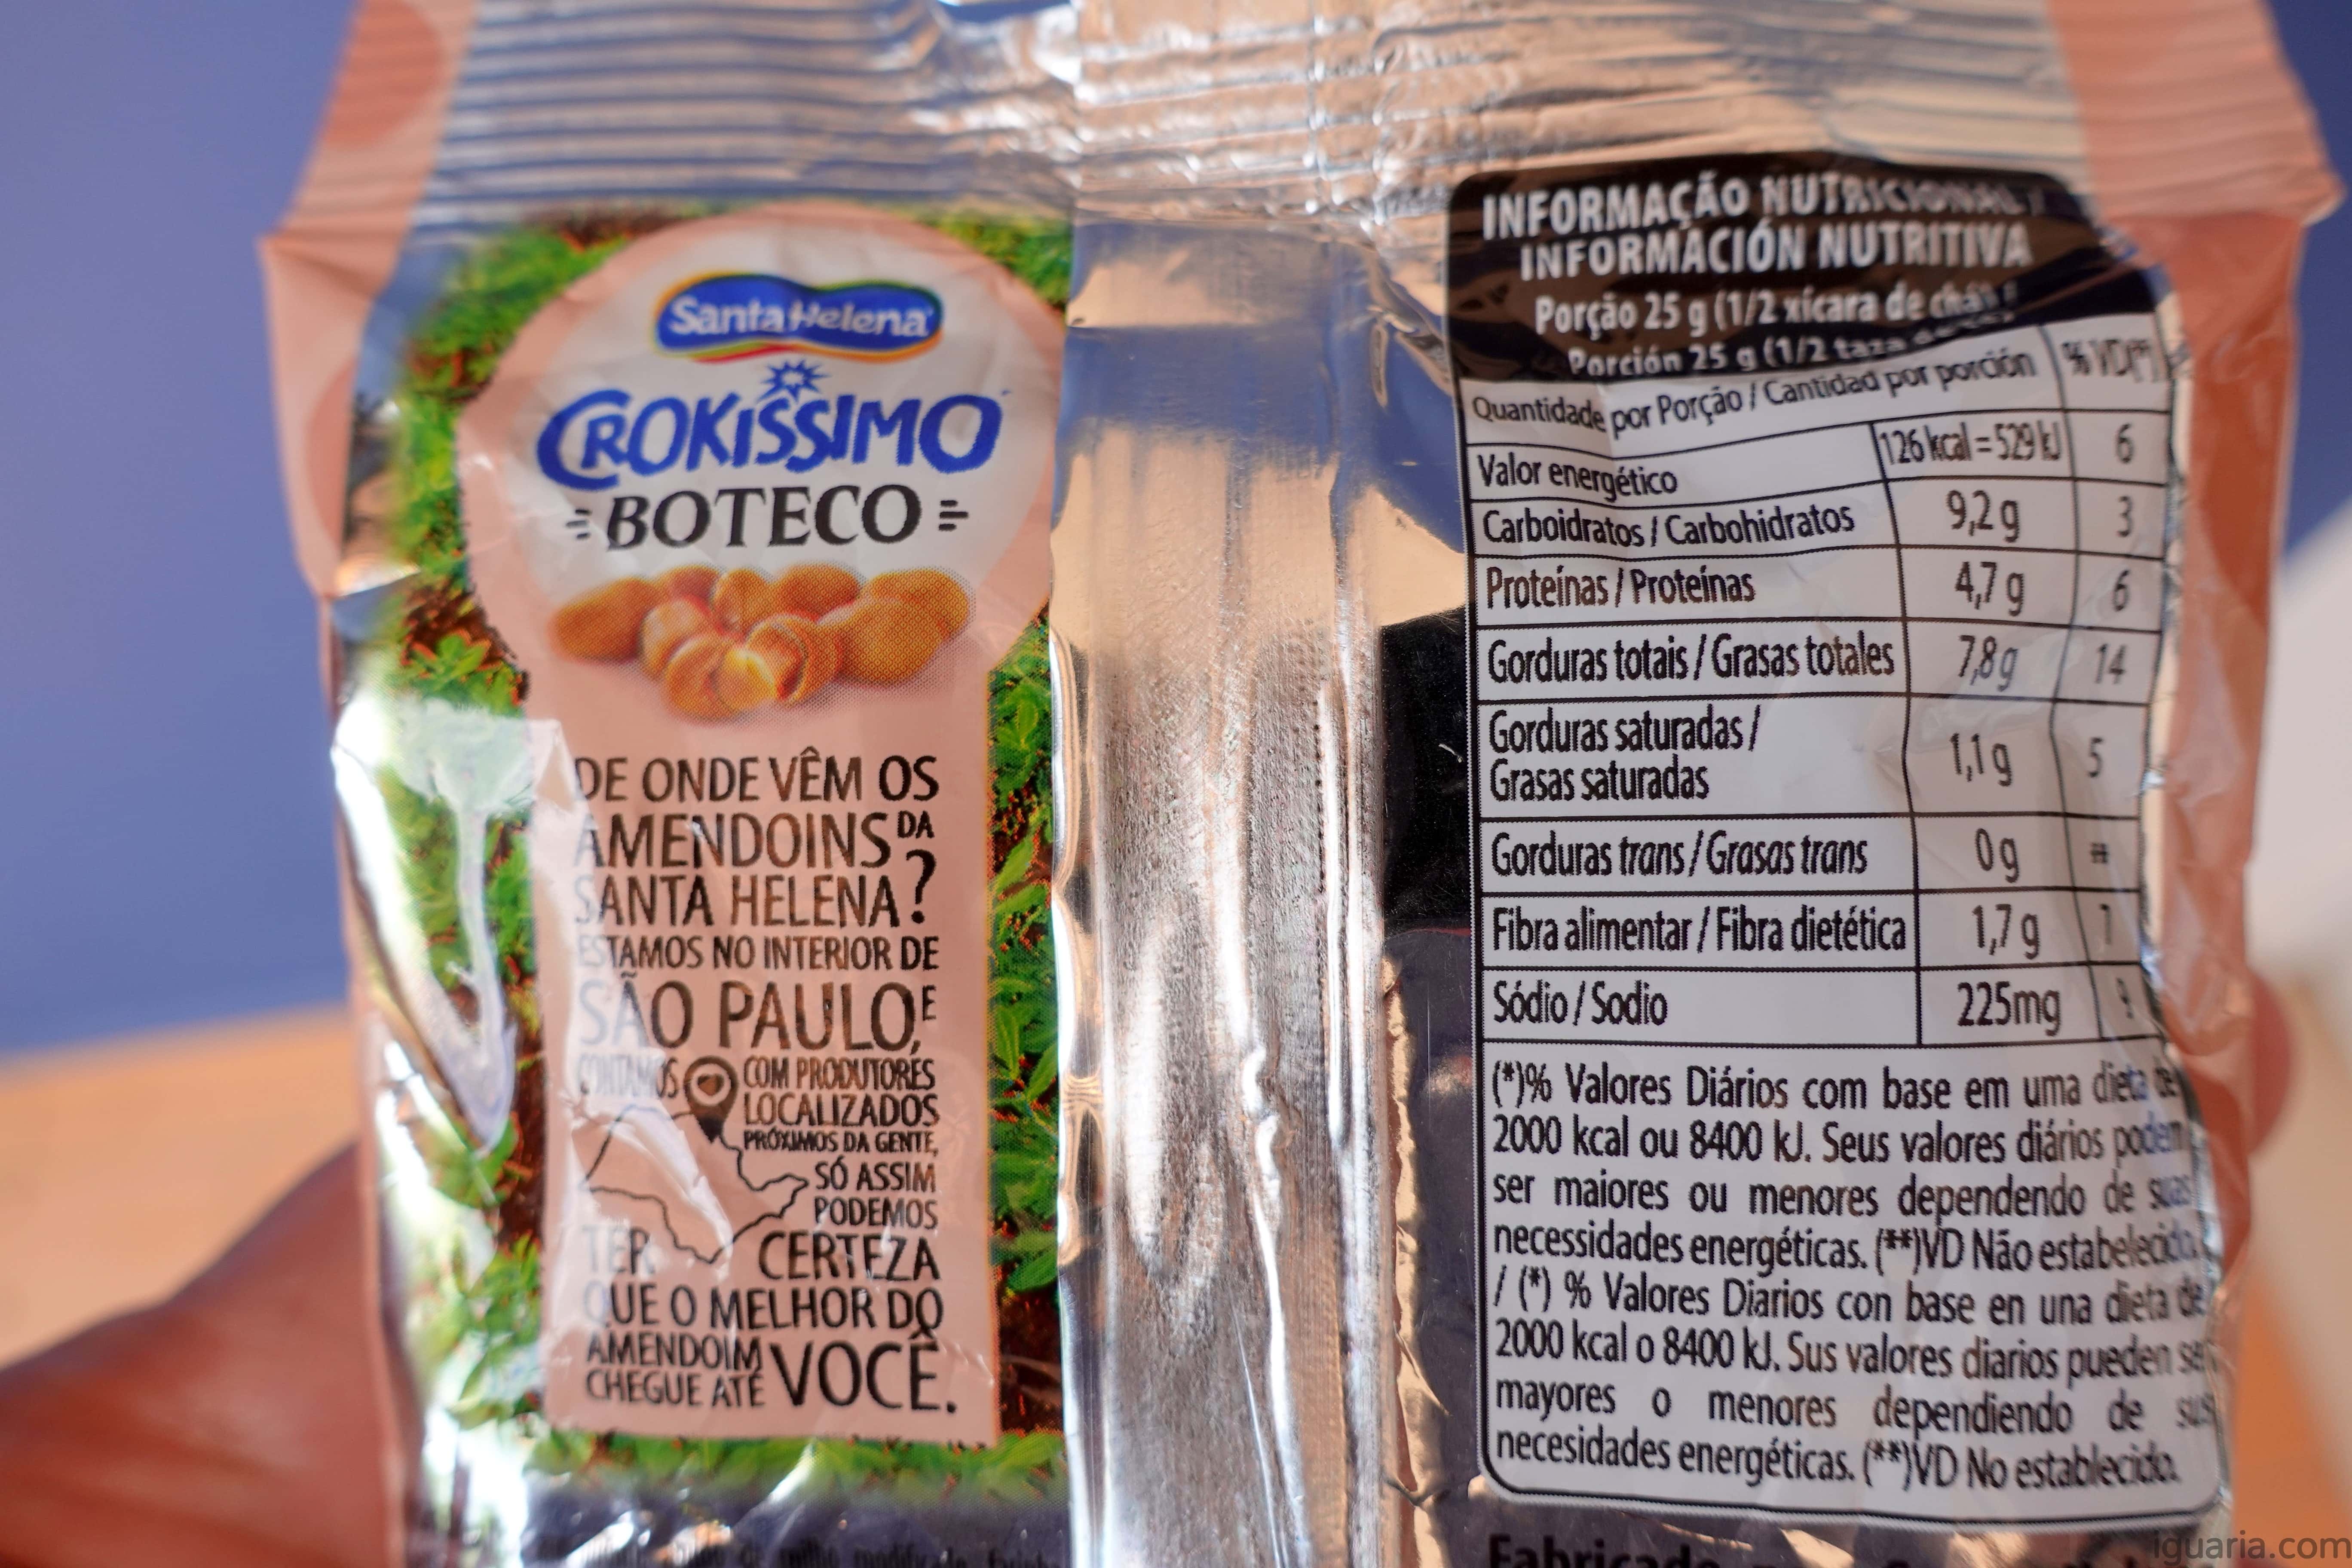 Santa Helena
CROKÍSSIMO
BOTECO
DE ONDE VÊM OS
AMENDOINS DA
SANTA HELENA?
ESTAMOS NO INTERIOR DE
SÃO PAULO, E
CONTAMOS COM PRODUTORES
LOCALIZADOS
PRÓXIMOS DA GENTE,
SÓ ASSIM
PODEMOS
TER CERTEZA
QUE O MELHOR DO
AMENDOIM
CHEGUE ATÉ VOCÊ.
INFORMAÇÃO NUTRICIONAL /
INFORMACIÓN NUTRITIVA
Porção 25 g (1/2 xícara de chá) /
Porción 25 g (1/2 taza de
Quantidade por Porção / Cantidad por porción % VD(*)
Valor energético 126 kcal = 529 kJ 6
Carboidratos / Carbohidratos 9,2 g 3
Proteínas / Proteínas 4,7 g 6
Gorduras totais / Grasas totales 7,8 g 14
Gorduras saturadas /
Grasas saturadas 1,1 g 5
Gorduras trans / Grasas trans 0 g **
Fibra alimentar / Fibra dietética 1,7 g 7
Sódio / Sodio 225mg 9
(*)% Valores Diários com base em uma dieta de
2000 kcal ou 8400 kJ. Seus valores diários podem
ser maiores ou menores dependendo de suas
necessidades energéticas. (**)VD Não estabelecido.
/ (*) % Valores Diarios con base en una dieta de
2000 kcal o 8400 kJ. Sus valores diarios pueden ser
mayores o menores dependiendo de sus
necesidades energéticas. (**)VD No establecido.
iguaria.com